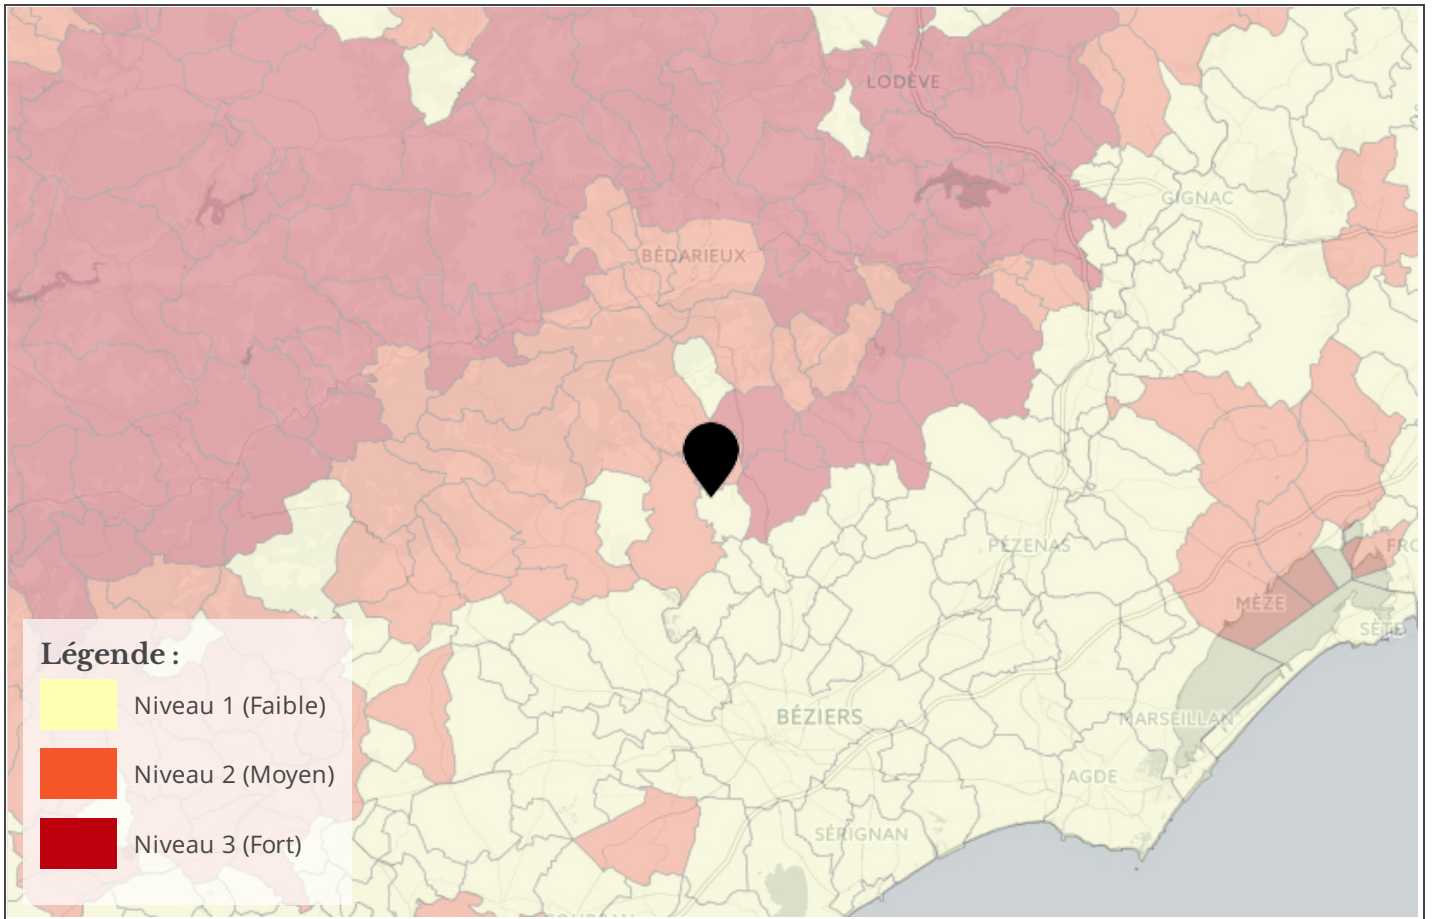 LODÈVE
GIGNAC
BÉDARIEUX
PÉZENAS
FRO
MÈZE
SÈTE
Légende :
Niveau 1 (Faible)
BÉZIERS
MARSEILLAN
Niveau 2 (Moyen)
AGDE
SÉRIGNAN
Niveau 3 (Fort)